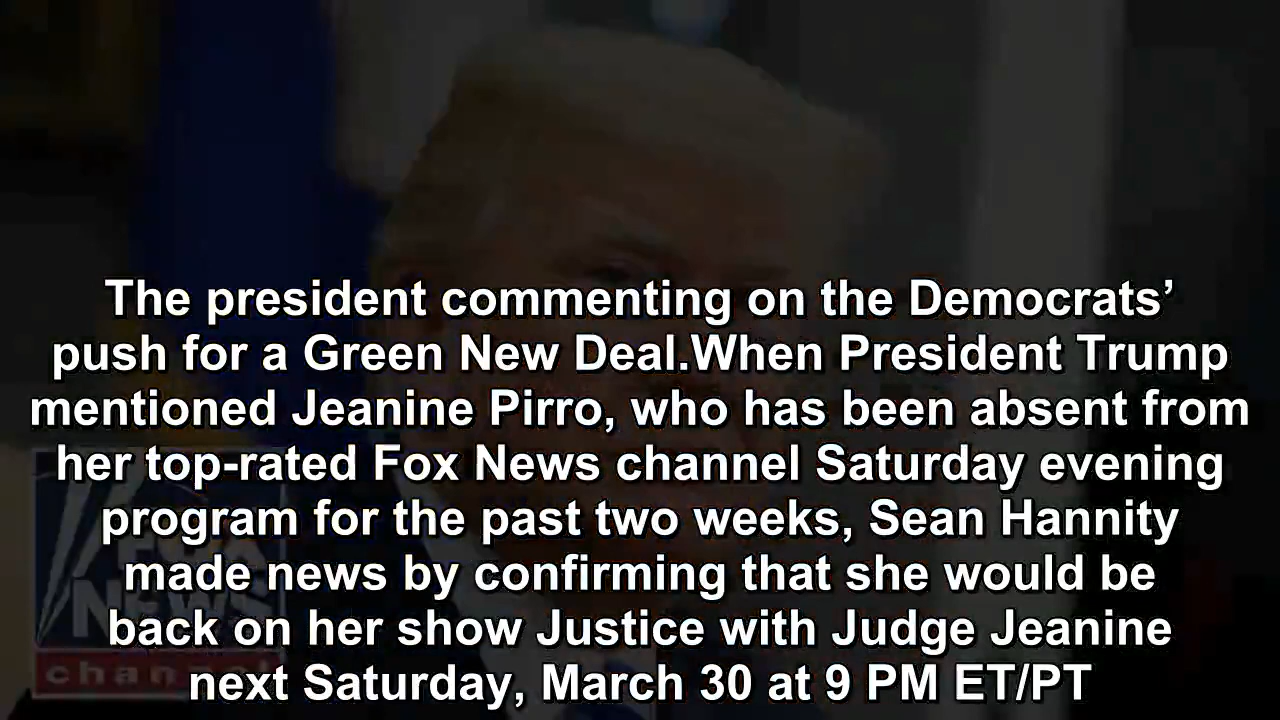 The president commenting on the Democrats’
push for a Green New Deal.When President Trump
mentioned Jeanine Pirro, who has been absent from
her top-rated Fox News channel Saturday evening
program for the past two weeks, Sean Hannity
made news by confirming that she would be
back on her show Justice with Judge Jeanine
next Saturday, March 30 at 9 PM ET/PT
FOX
NEWS
channel